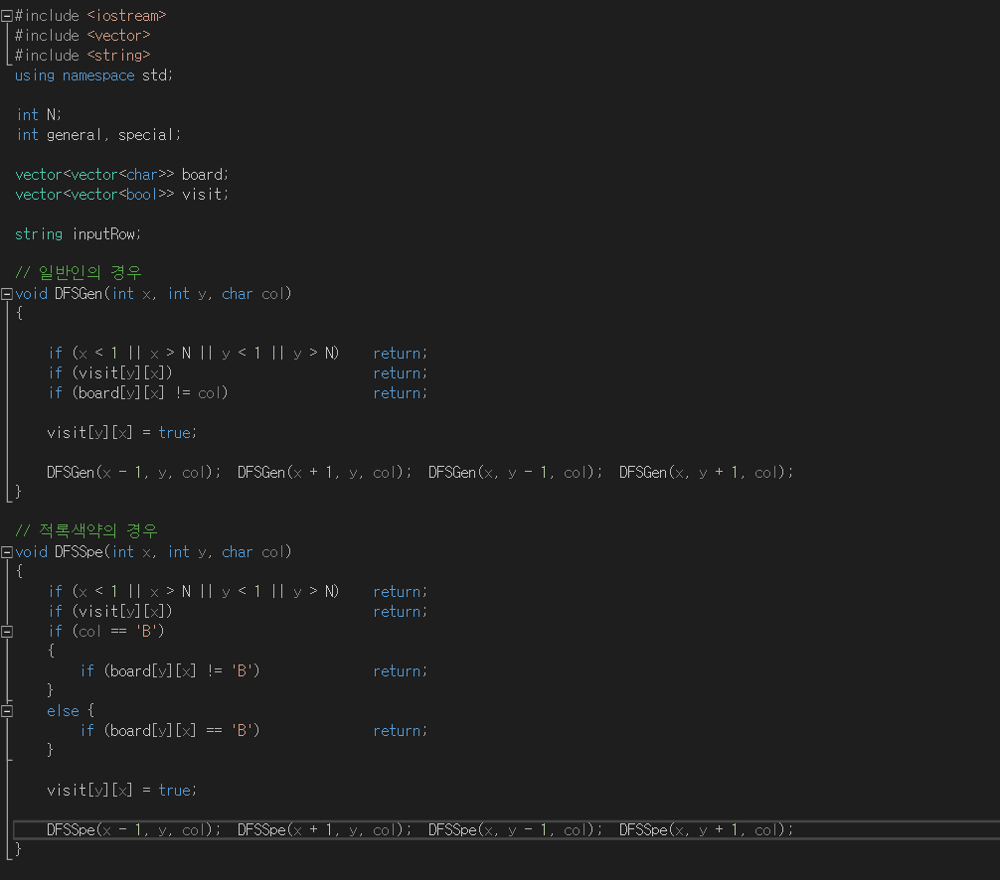 #include <iostream>
#include <vector>
#include <string>
using namespace std;
int N;
int general, special;
vector<vector<char>> board;
vector<vector<bool>> visit;
string inputRow;
// 일반인의 경우
void DFSGen(int x, int y, char col)
{
if (x < 1 || x > N || y < 1 || y > N) return;
if (visit[y][x]) return;
if (board[y][x] != col) return;
visit[y][x] = true;
DFSGen(x - 1, y, col); DFSGen(x + 1, y, col); DFSGen(x, y - 1, col); DFSGen(x, y + 1, col);
}
// 적록색약의 경우
void DFSSpe(int x, int y, char col)
{
if (x < 1 || x > N || y < 1 || y > N) return;
if (visit[y][x]) return;
if (col == 'B')
{
if (board[y][x] != 'B') return;
}
else {
if (board[y][x] == 'B') return;
}
visit[y][x] = true;
DFSSpe(x - 1, y, col); DFSSpe(x + 1, y, col); DFSSpe(x, y - 1, col); DFSSpe(x, y + 1, col);
}